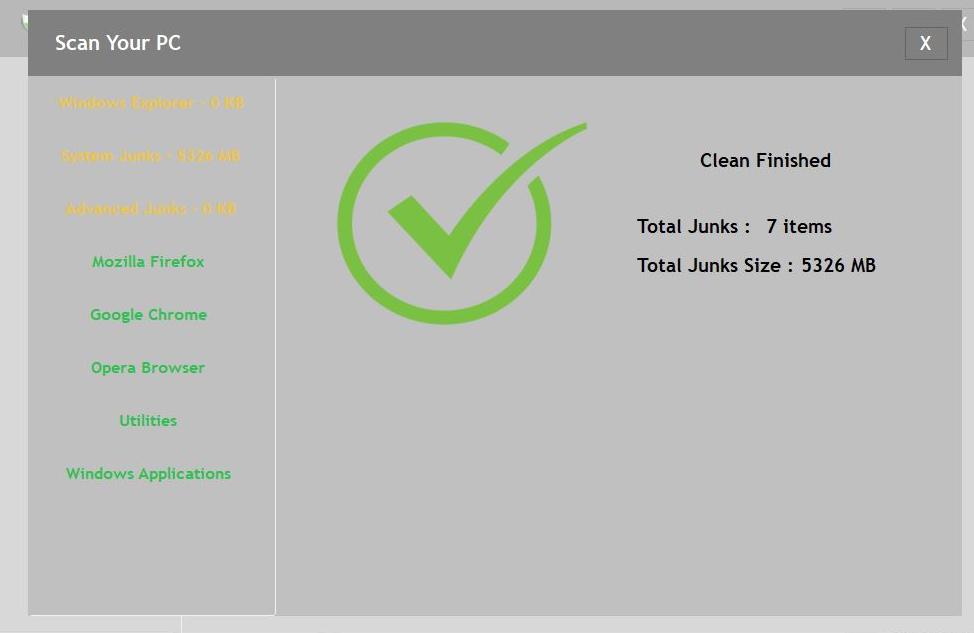 Scan Your PC
X
Windows Explorer - 0 KB
System Junks - 5326 MB
Advanced Junks - 0 KB
Mozilla Firefox
Google Chrome
Opera Browser
Utilities
Windows Applications
Clean Finished
Total Junks : 7 items
Total Junks Size : 5326 MB